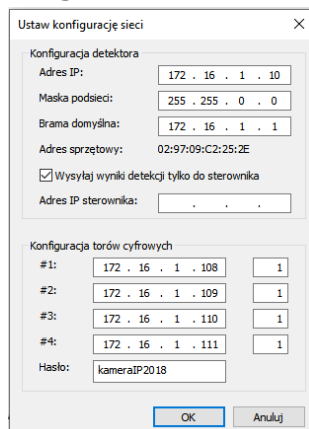 Ustaw konfigurację sieci
Konfiguracja detektora
Adres IP: 172 . 16 . 1 . 10
Maska podsieci: 255 . 255 . 0 . 0
Brama domyślna: 172 . 16 . 1 . 1
Adres sprzętowy: 02:97:09:C2:25:2E
Wysyłaj wyniki detekcji tylko do sterownika
Adres IP sterownika: . . .
Konfiguracja torów cyfrowych
#1: 172 . 16 . 1 . 108 1
#2: 172 . 16 . 1 . 109 1
#3: 172 . 16 . 1 . 110 1
#4: 172 . 16 . 1 . 111 1
Hasło: kameraIP2018
OK Anuluj